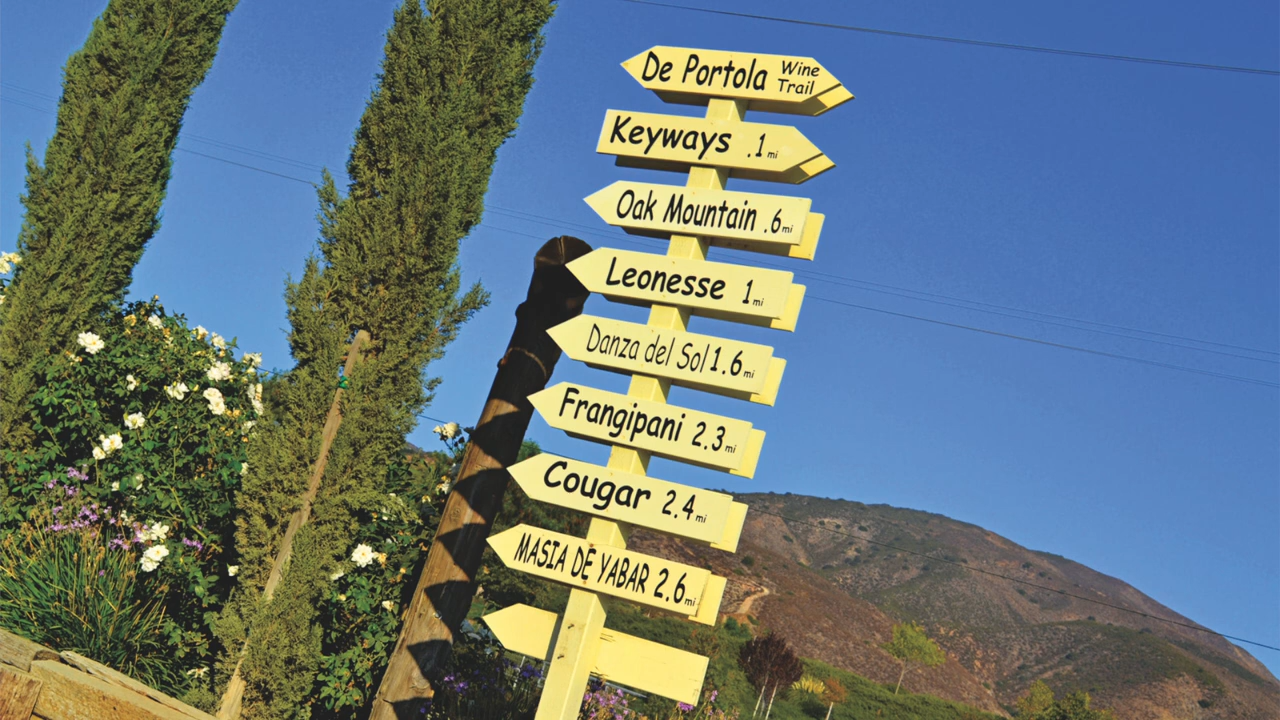 De Portola Wine Trail
Keyways .1 mi
Oak Mountain .6 mi
Leonesse 1 mi
Danza del Sol 1.6 mi
Frangipani 2.3 mi
Cougar 2.4 mi
MASIA DE YABAR 2.6 mi